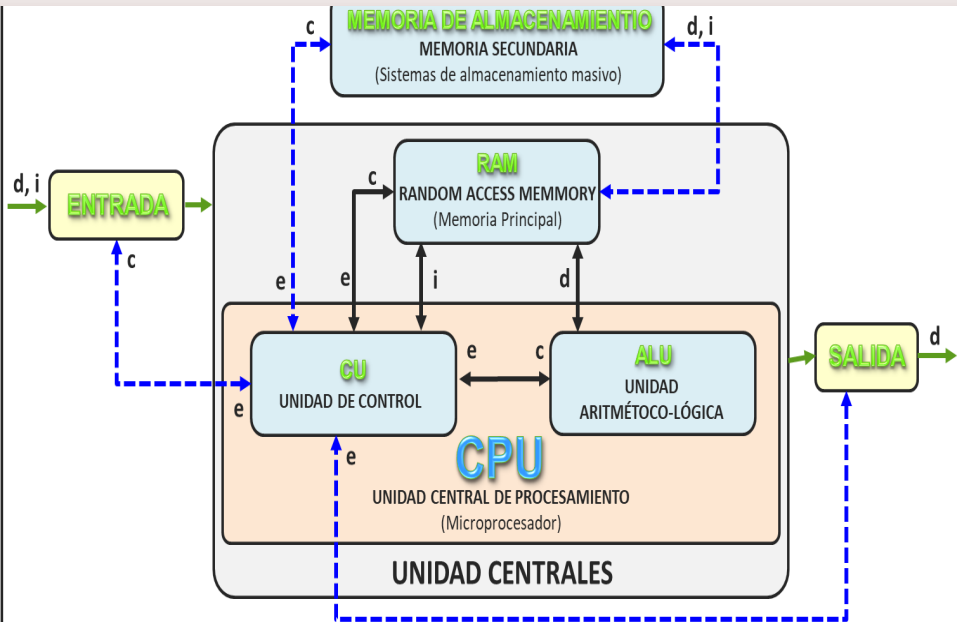 MEMORIA DE ALMACENAMIENTIO
c
d, i
MEMORIA SECUNDARIA
(Sistemas de almacenamiento masivo)
RAM
c
RANDOM ACCESS MEMMORY
(Memoria Principal)
d, i
ENTRADA
c
e
e
i
d
CU
UNIDAD DE CONTROL
e
c
ALU
UNIDAD
ARITMÉTOCO-LÓGICA
SALIDA
d
e
e
CPU
UNIDAD CENTRAL DE PROCESAMIENTO
(Microprocesador)
UNIDAD CENTRALES